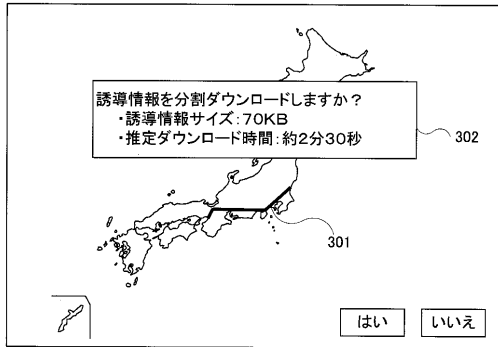 誘導情報を分割ダウンロードしますか？
・誘導情報サイズ：70KB
・推定ダウンロード時間：約2分30秒
302
301
はい
いいえ